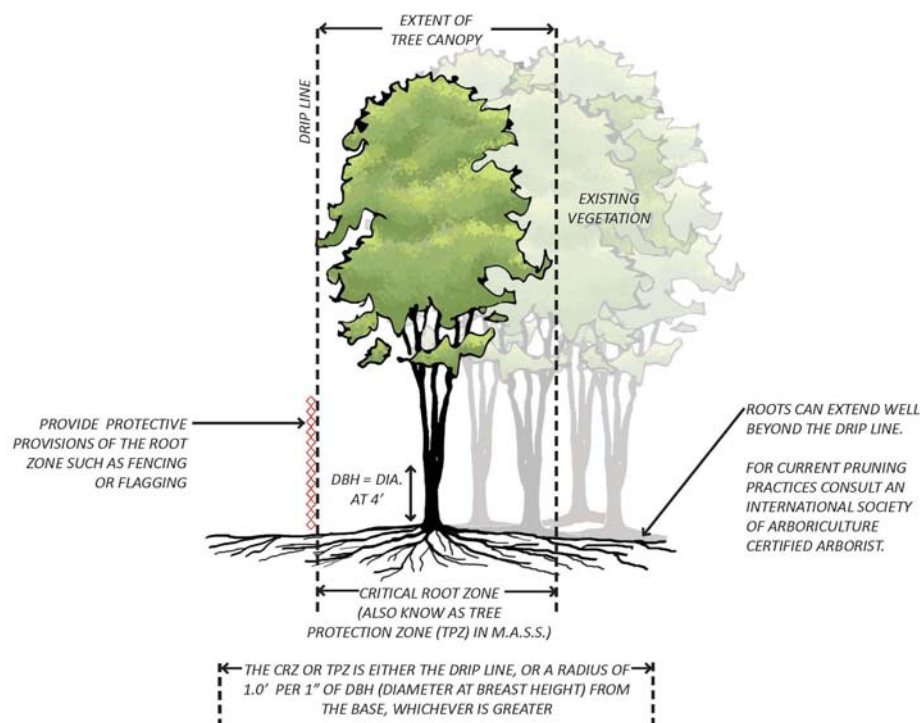 EXTENT OF
TREE CANOPY
DRIP LINE
EXISTING
VEGETATION
PROVIDE PROTECTIVE
PROVISIONS OF THE ROOT
ZONE SUCH AS FENCING
OR FLAGGING
DBH = DIA.
AT 4'
ROOTS CAN EXTEND WELL
BEYOND THE DRIP LINE.
FOR CURRENT PRUNING
PRACTICES CONSULT AN
INTERNATIONAL SOCIETY
OF ARBORICULTURE
CERTIFIED ARBORIST.
CRITICAL ROOT ZONE
(ALSO KNOW AS TREE
PROTECTION ZONE (TPZ) IN M.A.S.S.)
THE CRZ OR TPZ IS EITHER THE DRIP LINE, OR A RADIUS OF
1.0' PER 1" OF DBH (DIAMETER AT BREAST HEIGHT) FROM
THE BASE, WHICHEVER IS GREATER